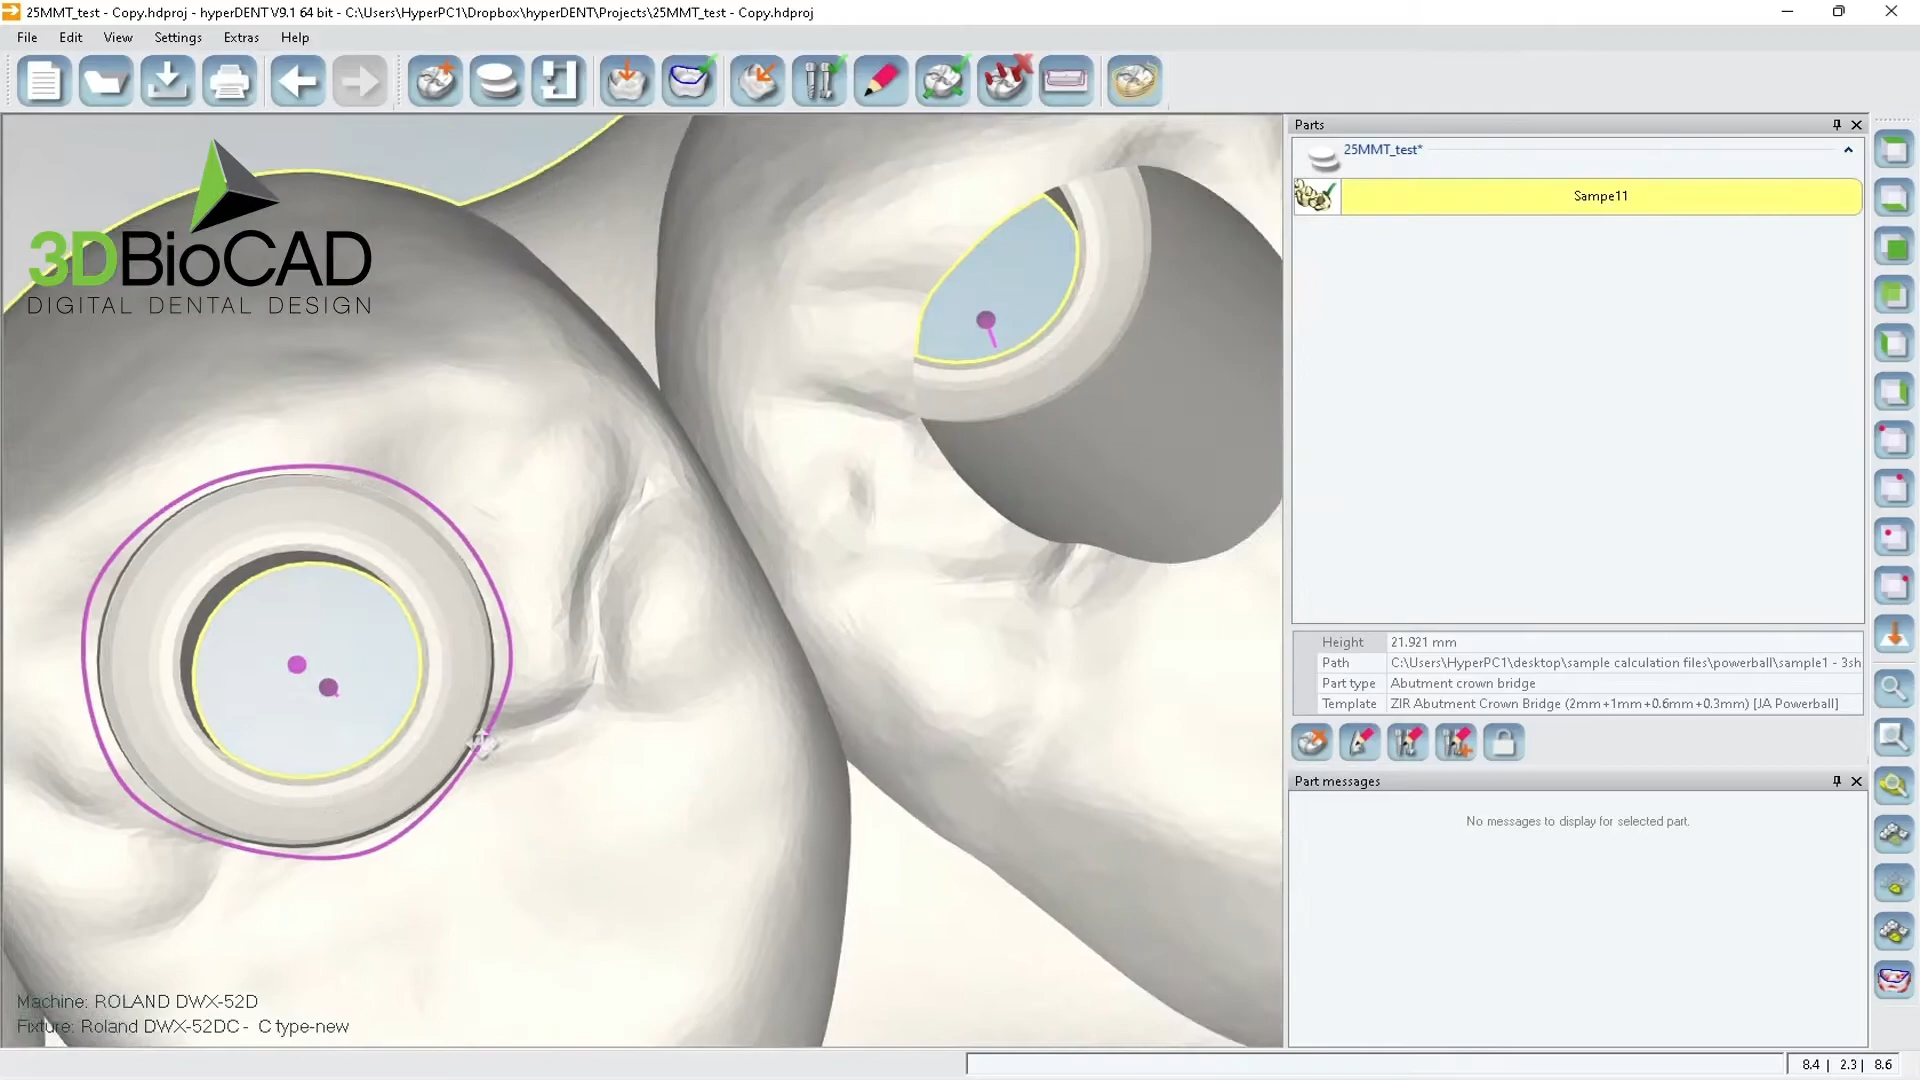 25MMT_test - Copy.hdproj - hyperDENT V9.1 64 bit - C:\Users\HyperPC1\Dropbox\hyperDENT\Projects\25MMT_test - Copy.hdproj
File Edit View Settings Extras Help
Parts
25MMT_test*
Sampe11
3DBioCAD
DIGITAL DENTAL DESIGN
Height 21.921 mm
Path C:\Users\HyperPC1\desktop\sample calculation files\powerball\sample1 - 3sh
Part type Abutment crown bridge
Template ZIR Abutment Crown Bridge (2mm+1mm+0.6mm+0.3mm) [JA Powerball]
Part messages
No messages to display for selected part.
Machine: ROLAND DWX-52D
Fixture: Roland DWX-52DC - C type-new
8.4 | 2.3 | 8.6